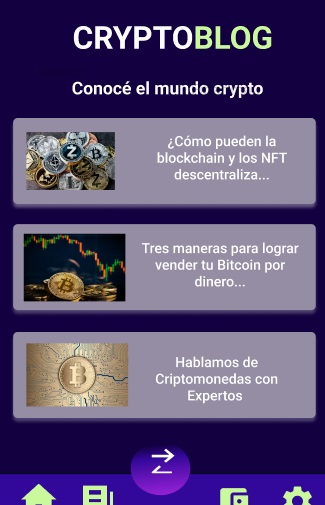 CRYPTOBLOG
Conocé el mundo crypto
¿Cómo pueden la
blockchain y los NFT
descentraliza...
Tres maneras para lograr
vender tu Bitcoin por
dinero...
Hablamos de
Criptomonedas con
Expertos